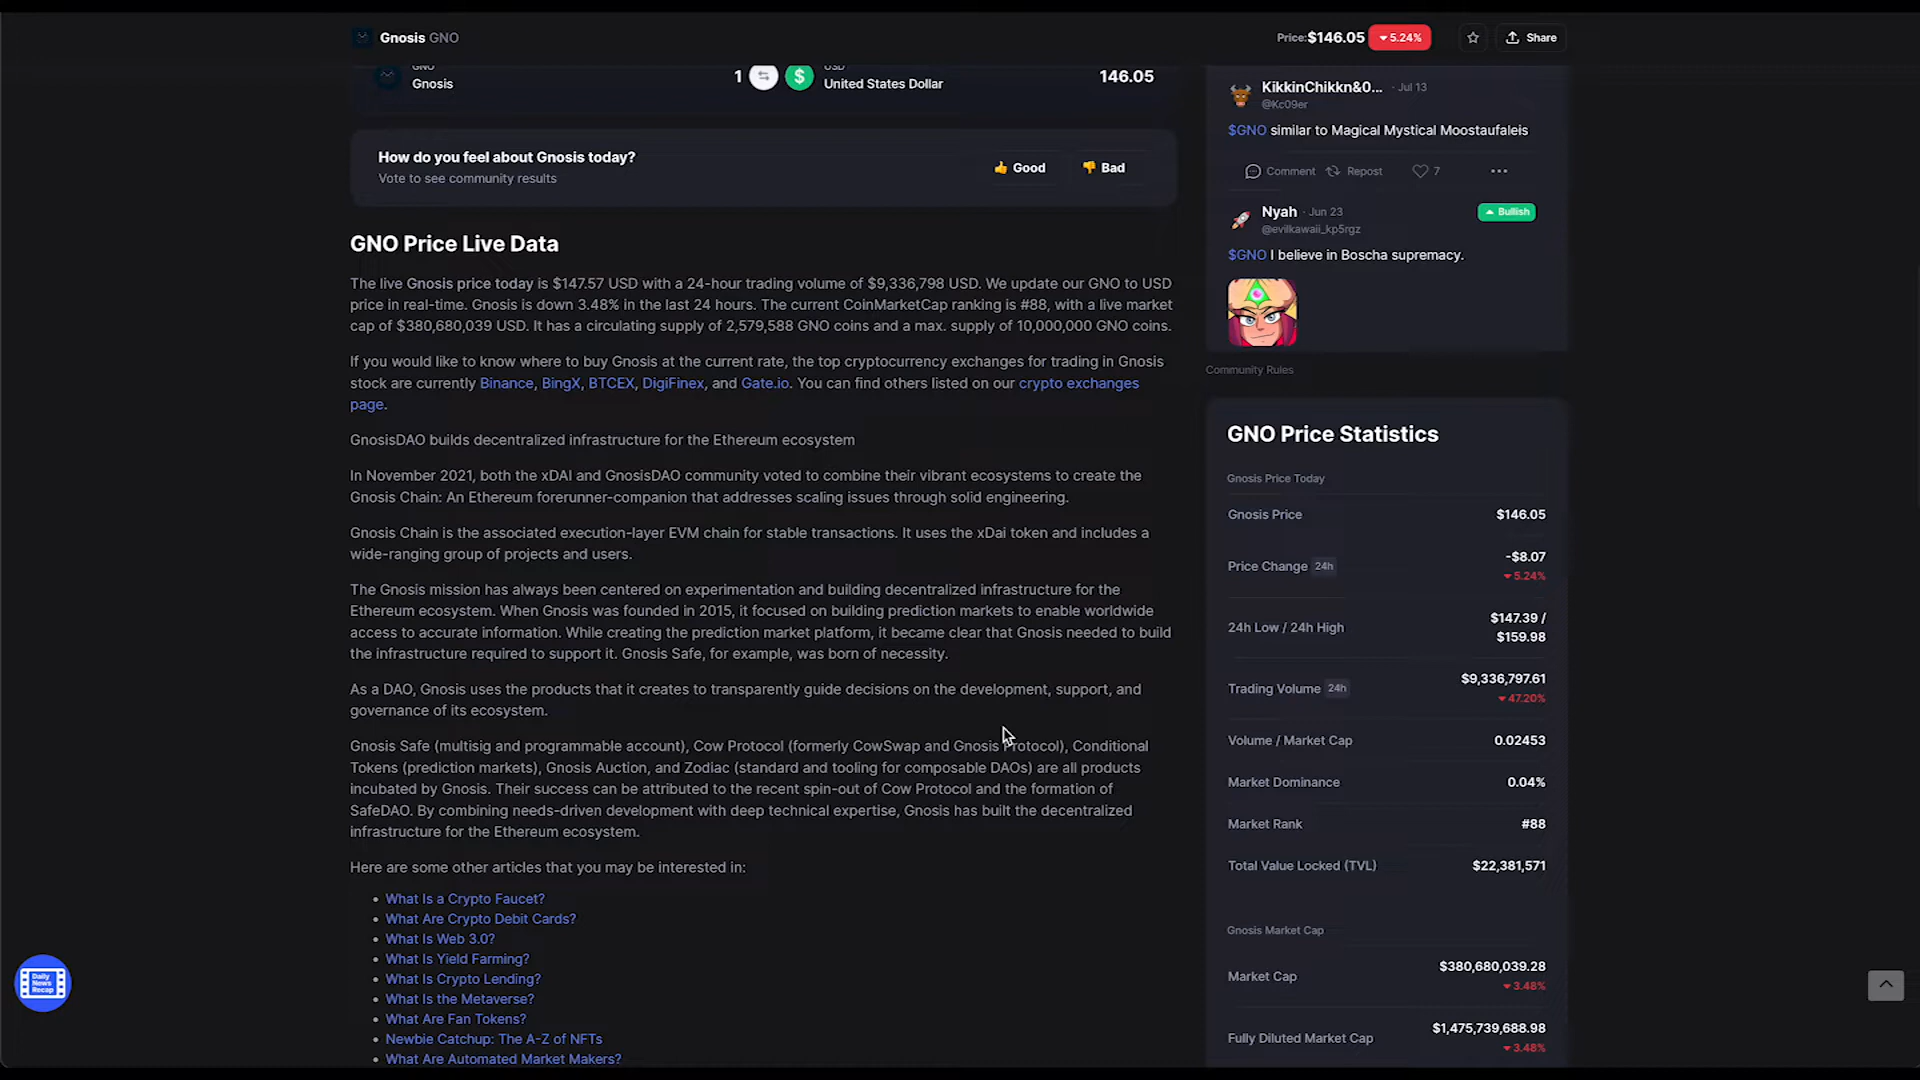 Gnosis GNO
Price:$146.05 5.24%
Share
GNO
Gnosis
1
$
USD
United States Dollar
146.05
How do you feel about Gnosis today?
Vote to see community results
Good
Bad
GNO Price Live Data
The live Gnosis price today is $147.57 USD with a 24-hour trading volume of $9,336,798 USD. We update our GNO to USD
price in real-time. Gnosis is down 3.48% in the last 24 hours. The current CoinMarketCap ranking is #88, with a live market
cap of $380,680,039 USD. It has a circulating supply of 2,579,588 GNO coins and a max. supply of 10,000,000 GNO coins.
If you would like to know where to buy Gnosis at the current rate, the top cryptocurrency exchanges for trading in Gnosis
stock are currently Binance, BingX, BTCEX, DigiFinex, and Gate.io. You can find others listed on our crypto exchanges
page.
GnosisDAO builds decentralized infrastructure for the Ethereum ecosystem
In November 2021, both the xDAI and GnosisDAO community voted to combine their vibrant ecosystems to create the
Gnosis Chain: An Ethereum forerunner-companion that addresses scaling issues through solid engineering.
Gnosis Chain is the associated execution-layer EVM chain for stable transactions. It uses the xDai token and includes a
wide-ranging group of projects and users.
The Gnosis mission has always been centered on experimentation and building decentralized infrastructure for the
Ethereum ecosystem. When Gnosis was founded in 2015, it focused on building prediction markets to enable worldwide
access to accurate information. While creating the prediction market platform, it became clear that Gnosis needed to build
the infrastructure required to support it. Gnosis Safe, for example, was born of necessity.
As a DAO, Gnosis uses the products that it creates to transparently guide decisions on the development, support, and
governance of its ecosystem.
Gnosis Safe (multisig and programmable account), Cow Protocol (formerly CowSwap and Gnosis Protocol), Conditional
Tokens (prediction markets), Gnosis Auction, and Zodiac (standard and tooling for composable DAOs) are all products
incubated by Gnosis. Their success can be attributed to the recent spin-out of Cow Protocol and the formation of
SafeDAO. By combining needs-driven development with deep technical expertise, Gnosis has built the decentralized
infrastructure for the Ethereum ecosystem.
Here are some other articles that you may be interested in:
• What Is a Crypto Faucet?
• What Are Crypto Debit Cards?
• What Is Web 3.0?
• What Is Yield Farming?
• What Is Crypto Lending?
• What Is the Metaverse?
• What Are Fan Tokens?
• Newbie Catchup: The A-Z of NFTs
• What Are Automated Market Makers?
Daily
News
Recap
KikkinChikkn&0... · Jul 13
@Kc09er
$GNO similar to Magical Mystical Moostaufaleis
Comment Repost 7
Nyah · Jun 23
Bullish
@evilkawaii_kp5rgz
$GNO I believe in Boscha supremacy.
Community Rules
GNO Price Statistics
Gnosis Price Today
Gnosis Price $146.05
Price Change 24h -$8.07
5.24%
24h Low / 24h High $147.39 /
$159.98
Trading Volume 24h $9,336,797.61
47.20%
Volume / Market Cap 0.02453
Market Dominance 0.04%
Market Rank #88
Total Value Locked (TVL) $22,381,571
Gnosis Market Cap
Market Cap $380,680,039.28
3.48%
Fully Diluted Market Cap $1,475,739,688.98
3.48%